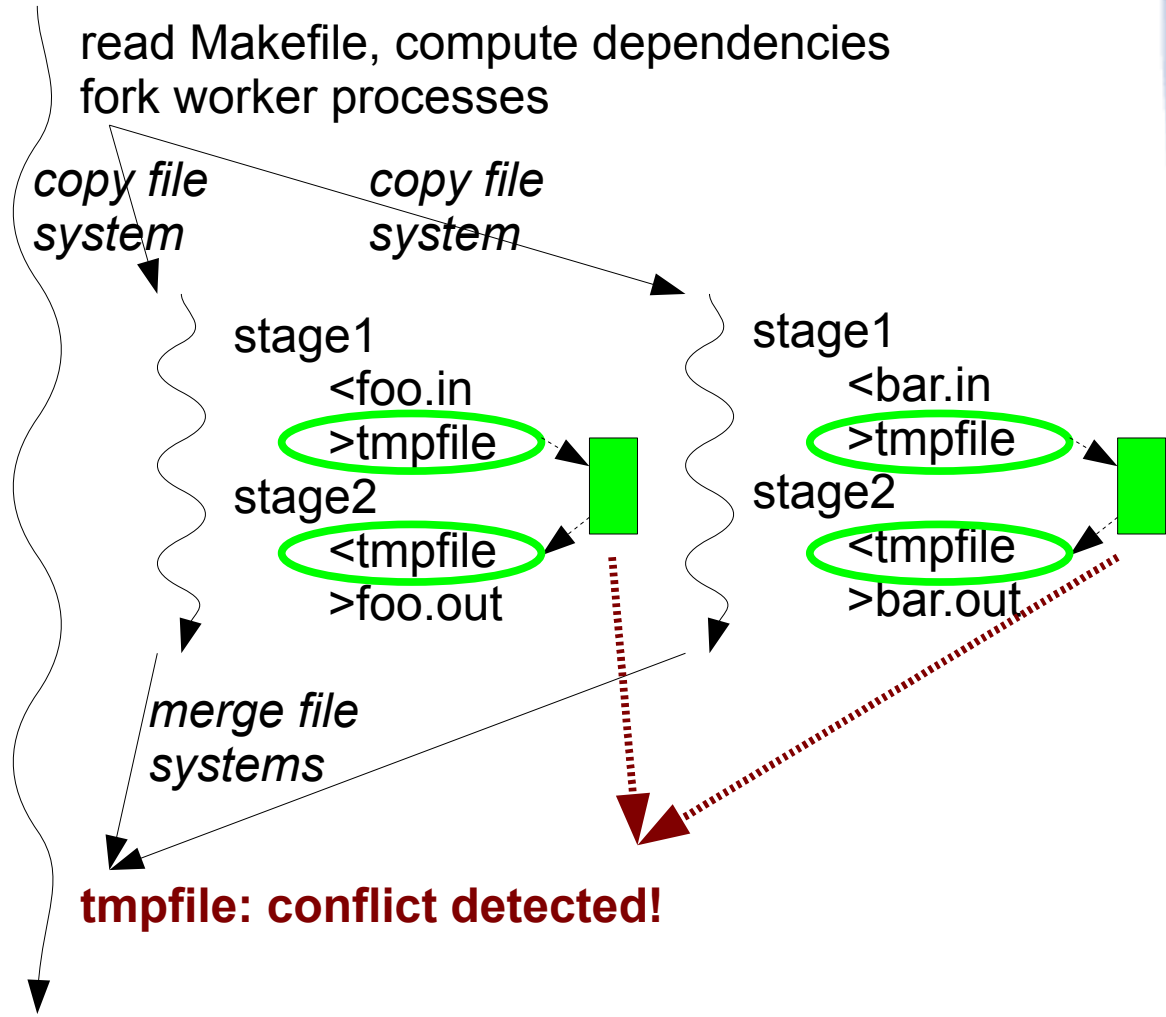 read Makefile, compute dependencies
fork worker processes
copy file
system
copy file
system
stage1
<foo.in
>tmpfile
stage2
<tmpfile
>foo.out
stage1
<bar.in
>tmpfile
stage2
<tmpfile
>bar.out
merge file
systems
tmpfile: conflict detected!